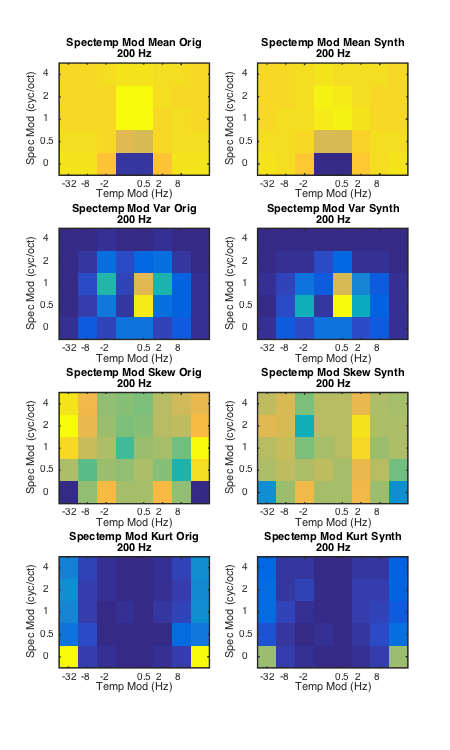 Spectemp Mod Mean Orig
200 Hz
Spec Mod (cyc/oct)
4
2
1
0.5
0
-32 -8 -2 0.5 2 8
Temp Mod (Hz)
Spectemp Mod Mean Synth
200 Hz
Spec Mod (cyc/oct)
4
2
1
0.5
0
-32 -8 -2 0.5 2 8
Temp Mod (Hz)
Spectemp Mod Var Orig
200 Hz
Spec Mod (cyc/oct)
4
2
1
0.5
0
-32 -8 -2 0.5 2 8
Temp Mod (Hz)
Spectemp Mod Var Synth
200 Hz
Spec Mod (cyc/oct)
4
2
1
0.5
0
-32 -8 -2 0.5 2 8
Temp Mod (Hz)
Spectemp Mod Skew Orig
200 Hz
Spec Mod (cyc/oct)
4
2
1
0.5
0
-32 -8 -2 0.5 2 8
Temp Mod (Hz)
Spectemp Mod Skew Synth
200 Hz
Spec Mod (cyc/oct)
4
2
1
0.5
0
-32 -8 -2 0.5 2 8
Temp Mod (Hz)
Spectemp Mod Kurt Orig
200 Hz
Spec Mod (cyc/oct)
4
2
1
0.5
0
-32 -8 -2 0.5 2 8
Temp Mod (Hz)
Spectemp Mod Kurt Synth
200 Hz
Spec Mod (cyc/oct)
4
2
1
0.5
0
-32 -8 -2 0.5 2 8
Temp Mod (Hz)